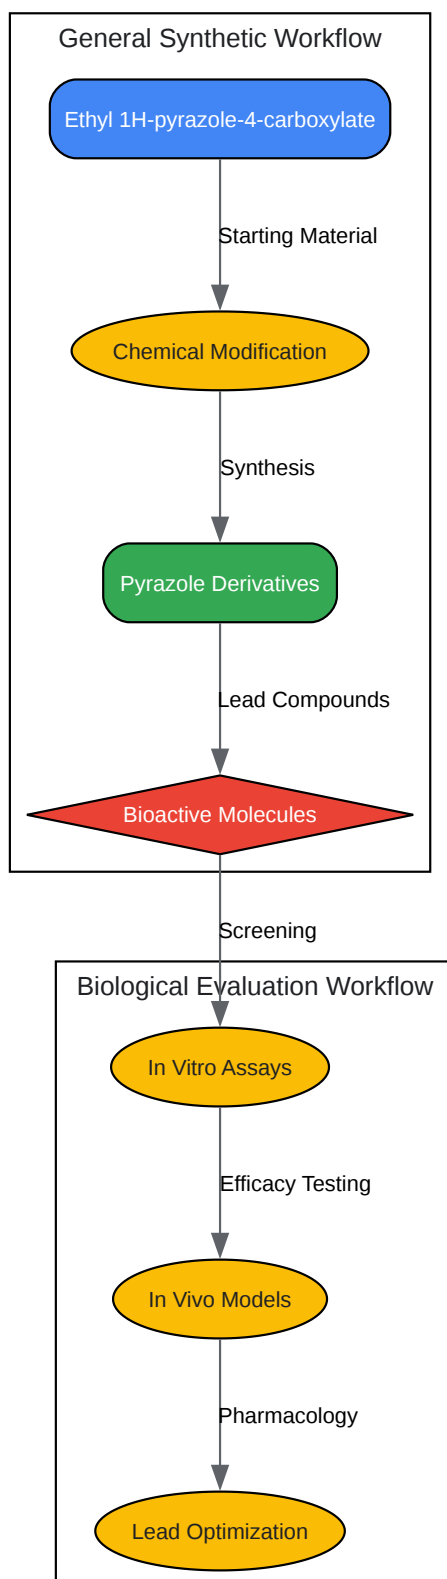 General Synthetic Workflow
Ethyl 1H-pyrazole-4-carboxylate
Starting Material
Chemical Modification
Synthesis
Pyrazole Derivatives
Lead Compounds
Bioactive Molecules
Screening
Biological Evaluation Workflow
In Vitro Assays
Efficacy Testing
In Vivo Models
Pharmacology
Lead Optimization